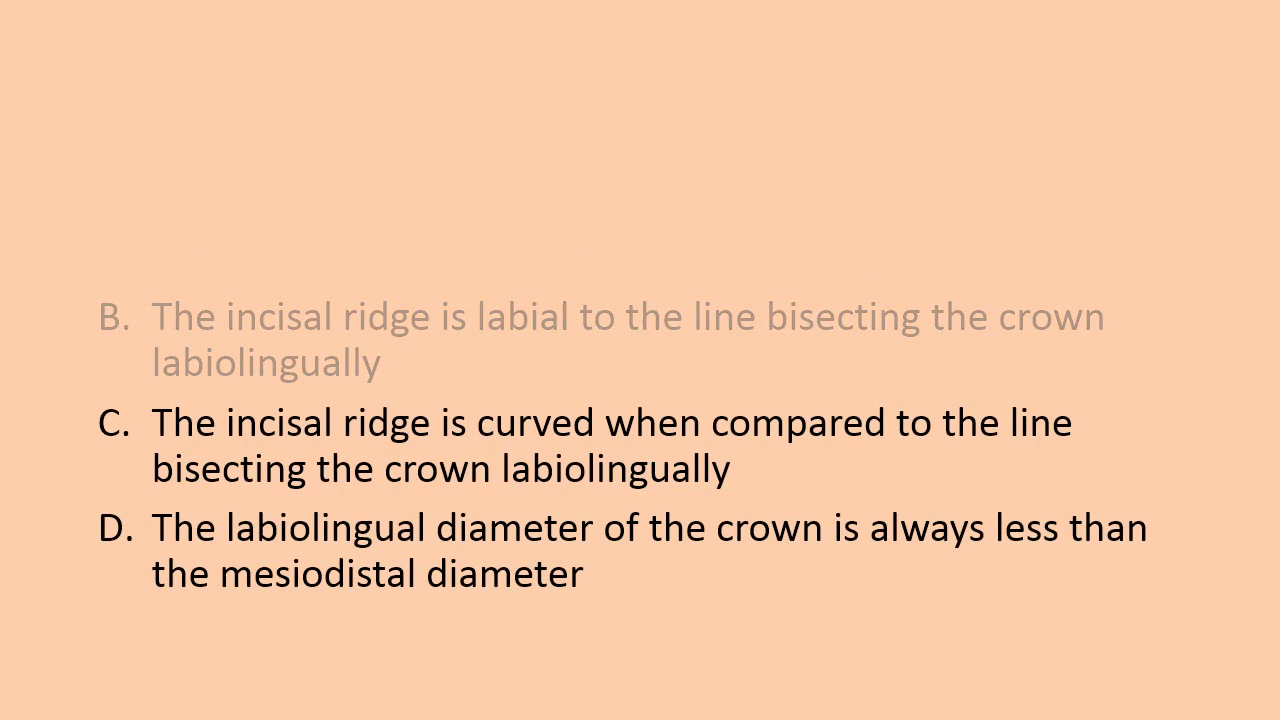 B. The incisal ridge is labial to the line bisecting the crown
labiolingually
C. The incisal ridge is curved when compared to the line
bisecting the crown labiolingually
D. The labiolingual diameter of the crown is always less than
the mesiodistal diameter